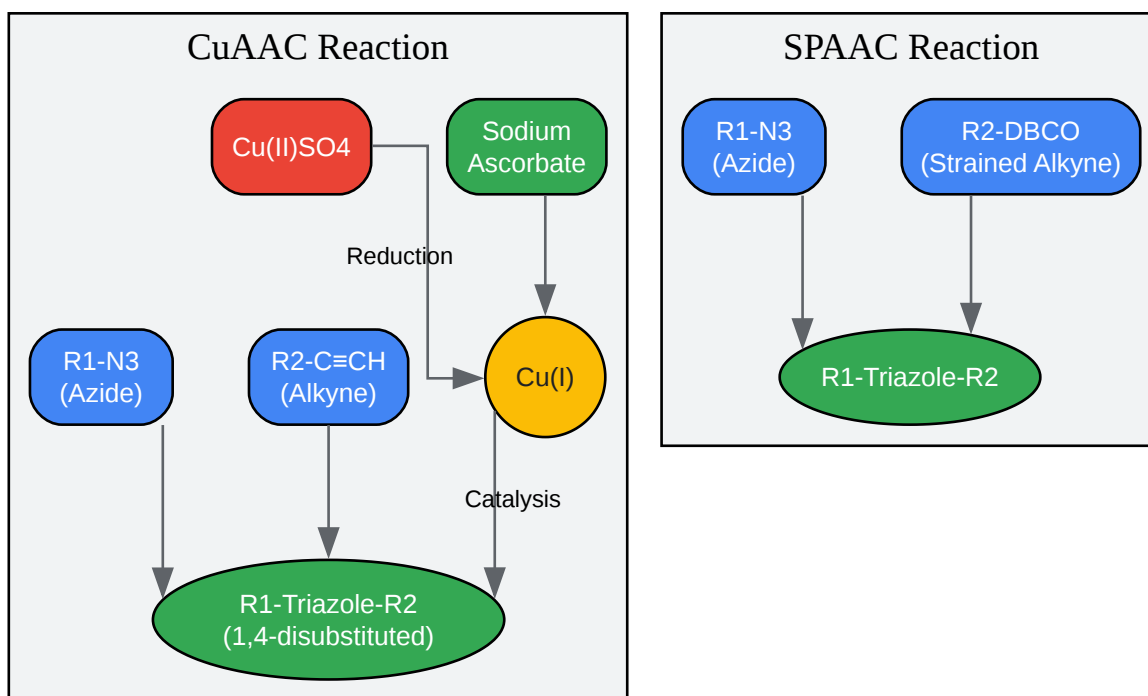 CuAAC Reaction
Cu(II)SO4
Sodium
Ascorbate
Reduction
R1-N3
(Azide)
R2-C≡CH
(Alkyne)
Cu(I)
Catalysis
R1-Triazole-R2
(1,4-disubstituted)
SPAAC Reaction
R1-N3
(Azide)
R2-DBCO
(Strained Alkyne)
R1-Triazole-R2